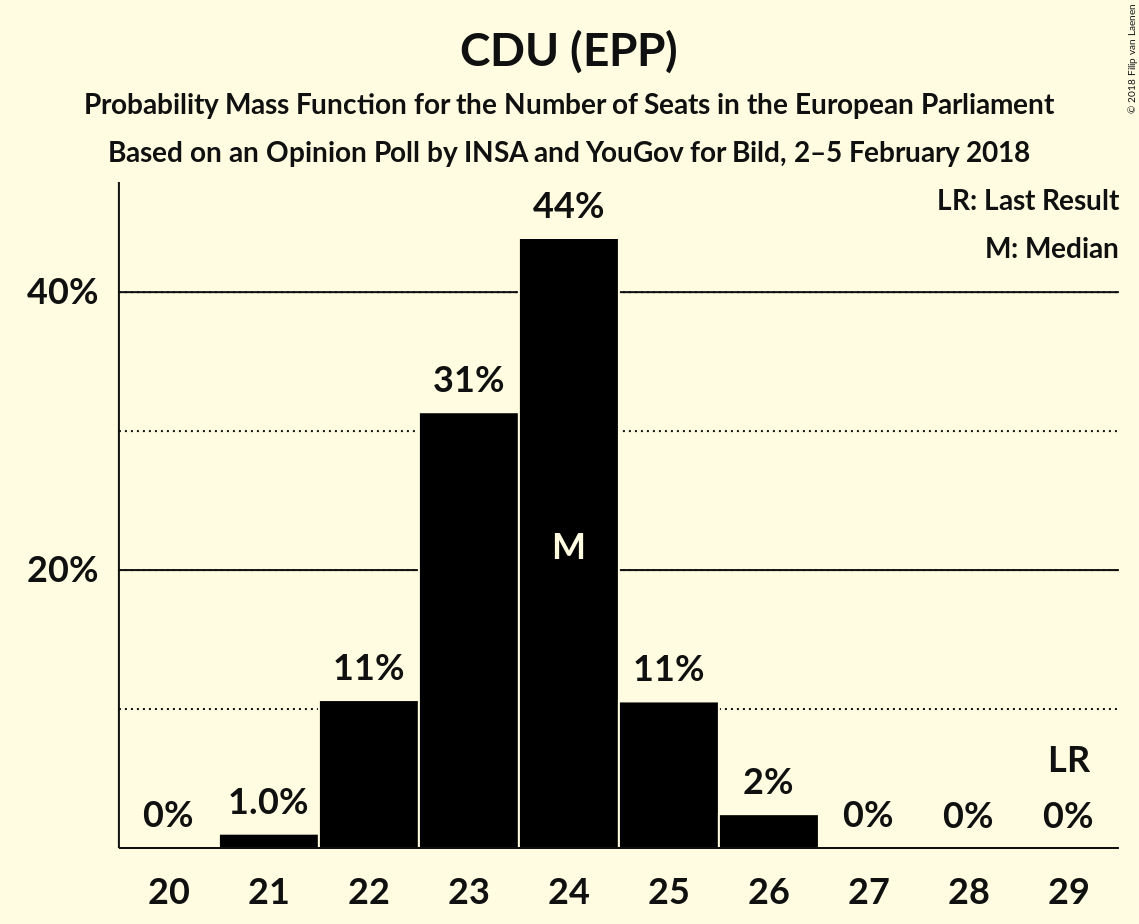 CDU (EPP)
Probability Mass Function for the Number of Seats in the European Parliament
Based on an Opinion Poll by INSA and YouGov for Bild, 2–5 February 2018
© 2018 Filip van Laenen
LR: Last Result
M: Median
40%
20%
0%
1.0%
11%
31%
44%
M
11%
2%
0%
0%
LR
0%
20 21 22 23 24 25 26 27 28 29